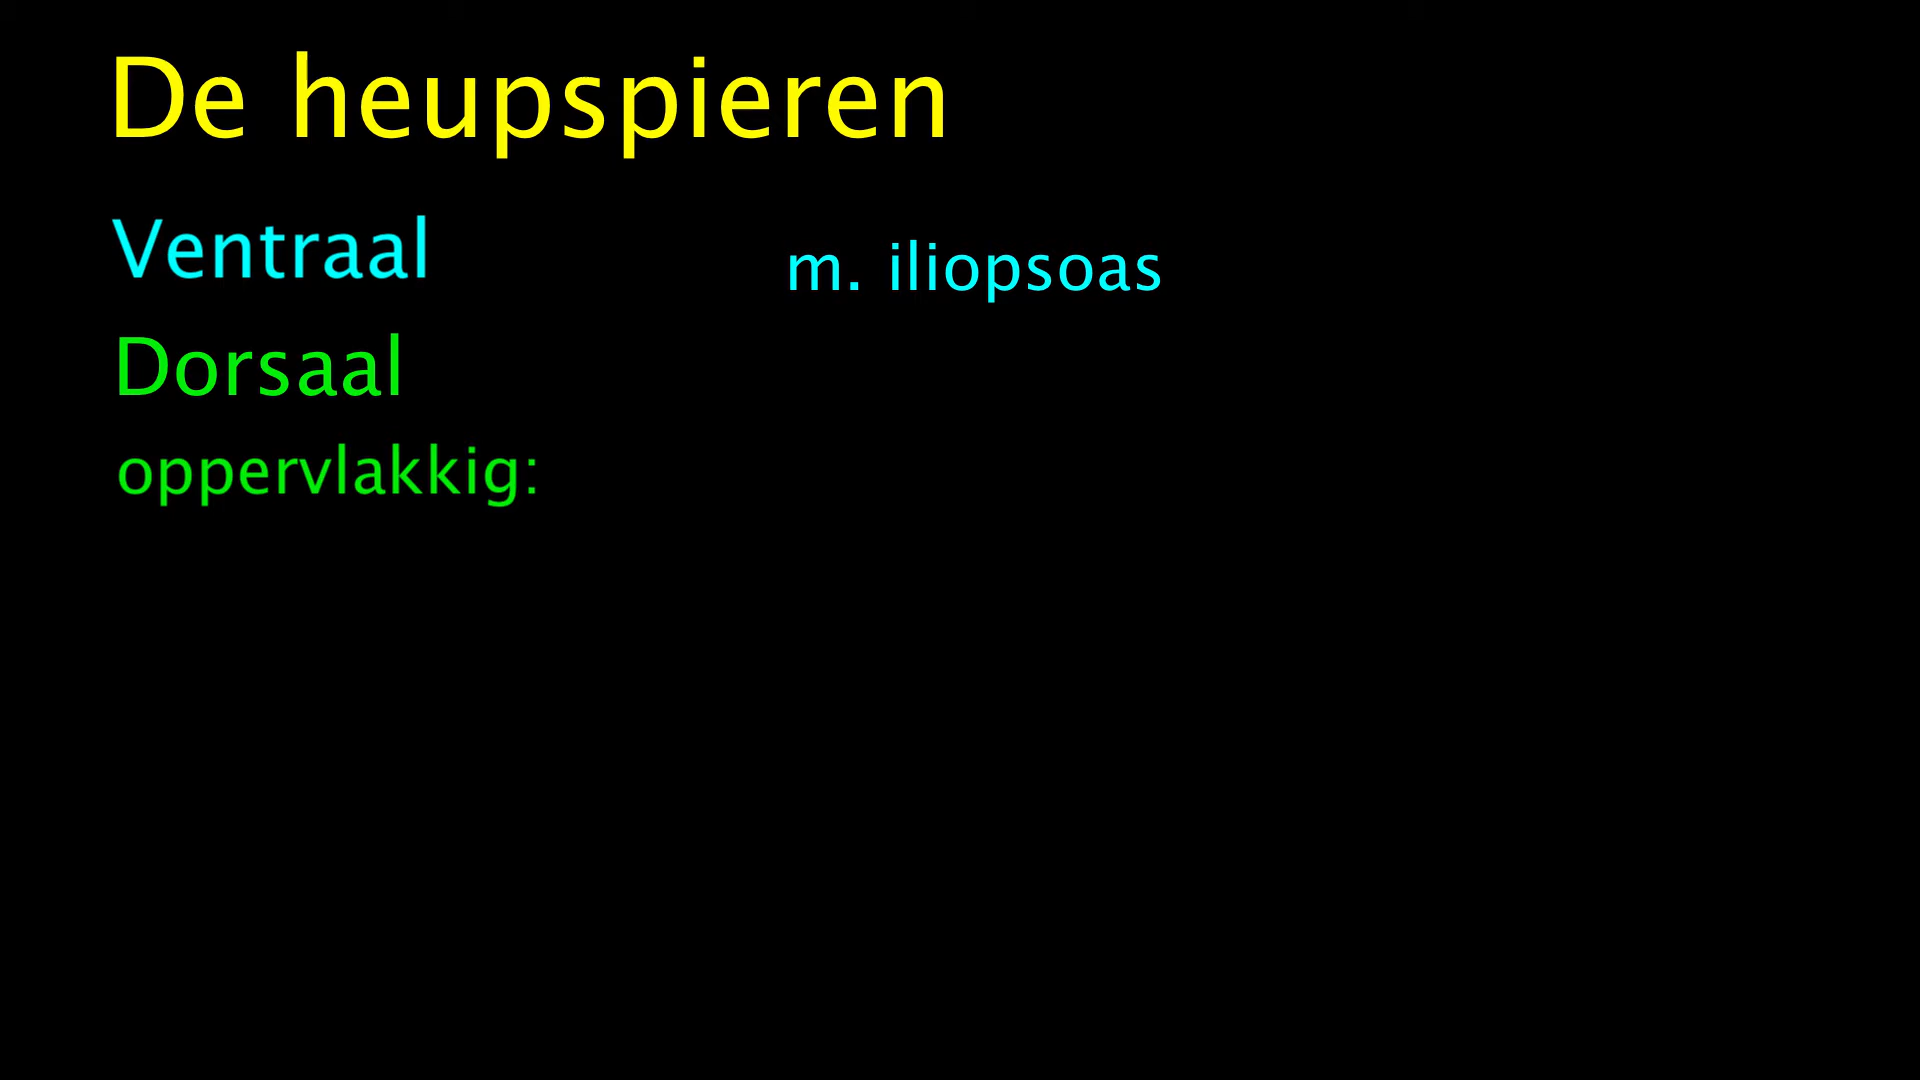 De heupspieren
Ventraal
m. iliopsoas
Dorsaal
oppervlakkig: